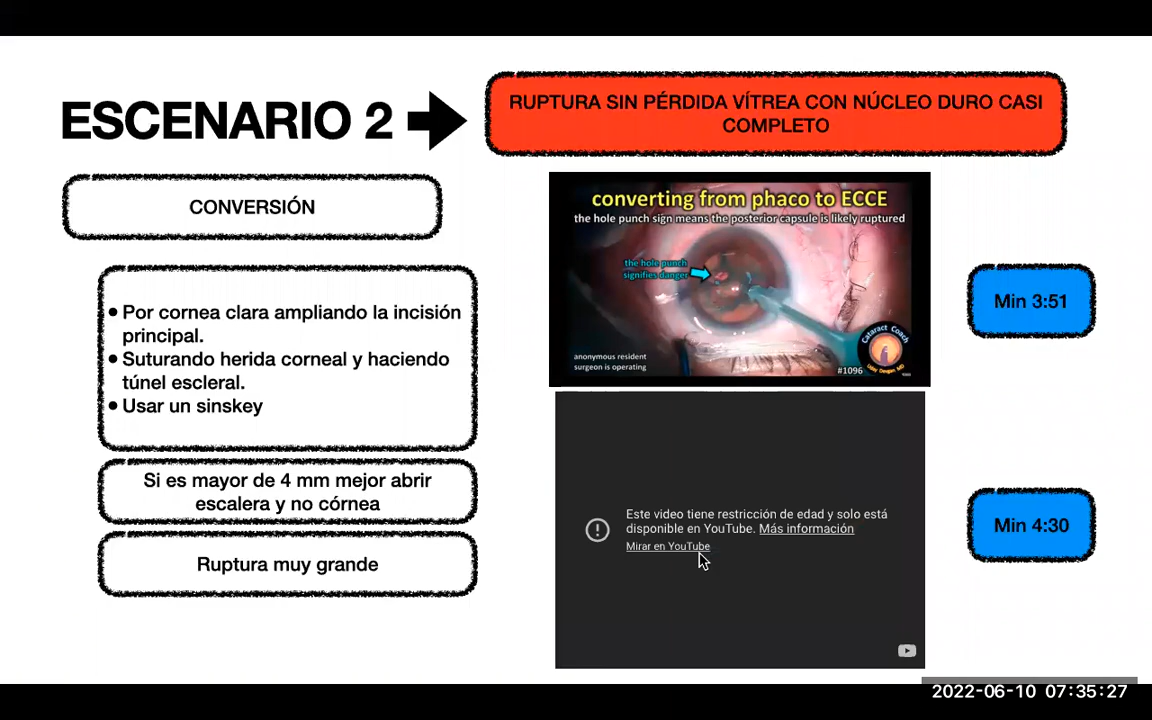 ESCENARIO 2
RUPTURA SIN PÉRDIDA VÍTREA CON NÚCLEO DURO CASI
COMPLETO
CONVERSIÓN
• Por cornea clara ampliando la incisión
principal.
• Suturando herida corneal y haciendo
túnel escleral.
• Usar un sinskey
Si es mayor de 4 mm mejor abrir
escalera y no córnea
Ruptura muy grande
converting from phaco to ECCE
the hole punch sign means the posterior capsule is likely ruptured
the hole punch
signifies danger
anonymous resident
surgeon is operating
Cataract Coach
#1096
Min 3:51
Este video tiene restricción de edad y solo está
disponible en YouTube. Más información
Mirar en YouTube
Min 4:30
2022-06-10 07:35:27